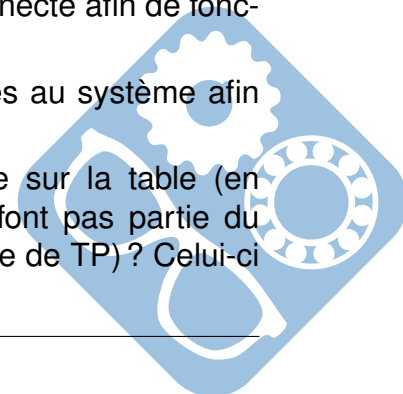 necte afin de fonc-
es au système afin
e sur la table (en
font pas partie du
e de TP) ? Celui-ci